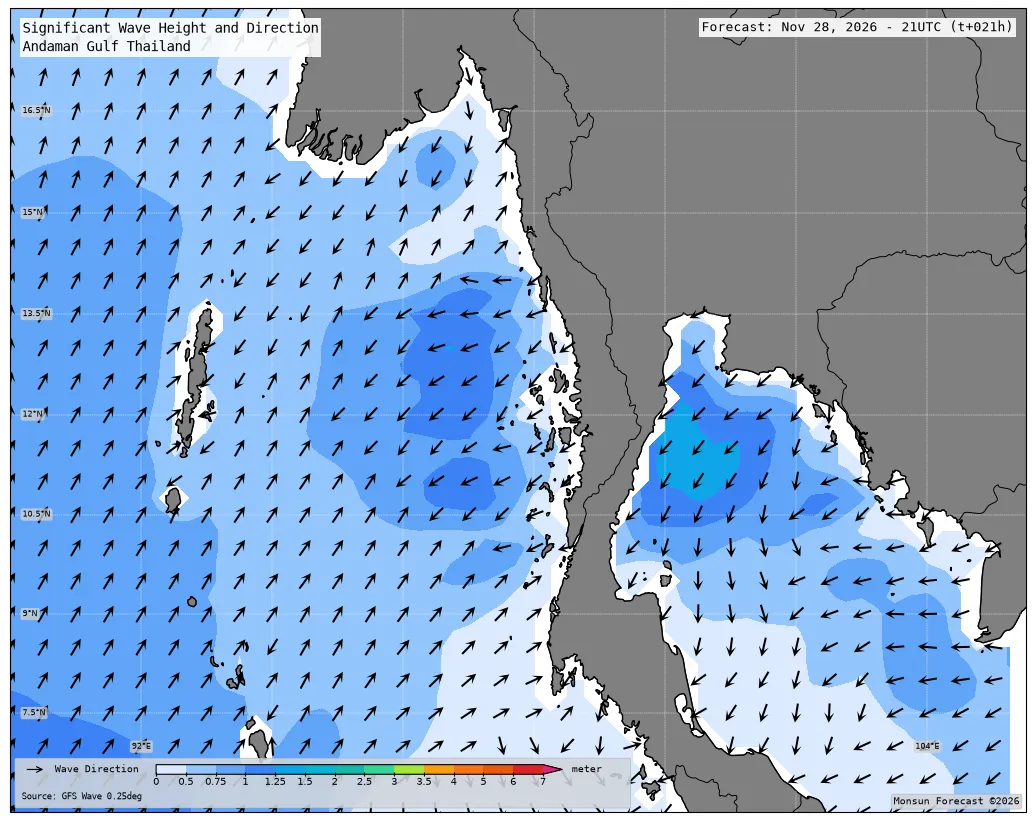 Significant Wave Height and Direction
Andaman Gulf Thailand
Forecast: Nov 28, 2026 - 21UTC (t+021h)
16.5°N
15°N
13.5°N
12°N
10.5°N
9°N
7.5°N
92°E
104°E
Wave Direction
0 0.5 0.75 1 1.25 1.5 2 2.5 3 3.5 4 5 6 7 meter
Source: GFS Wave 0.25deg
Monsun Forecast ©2026